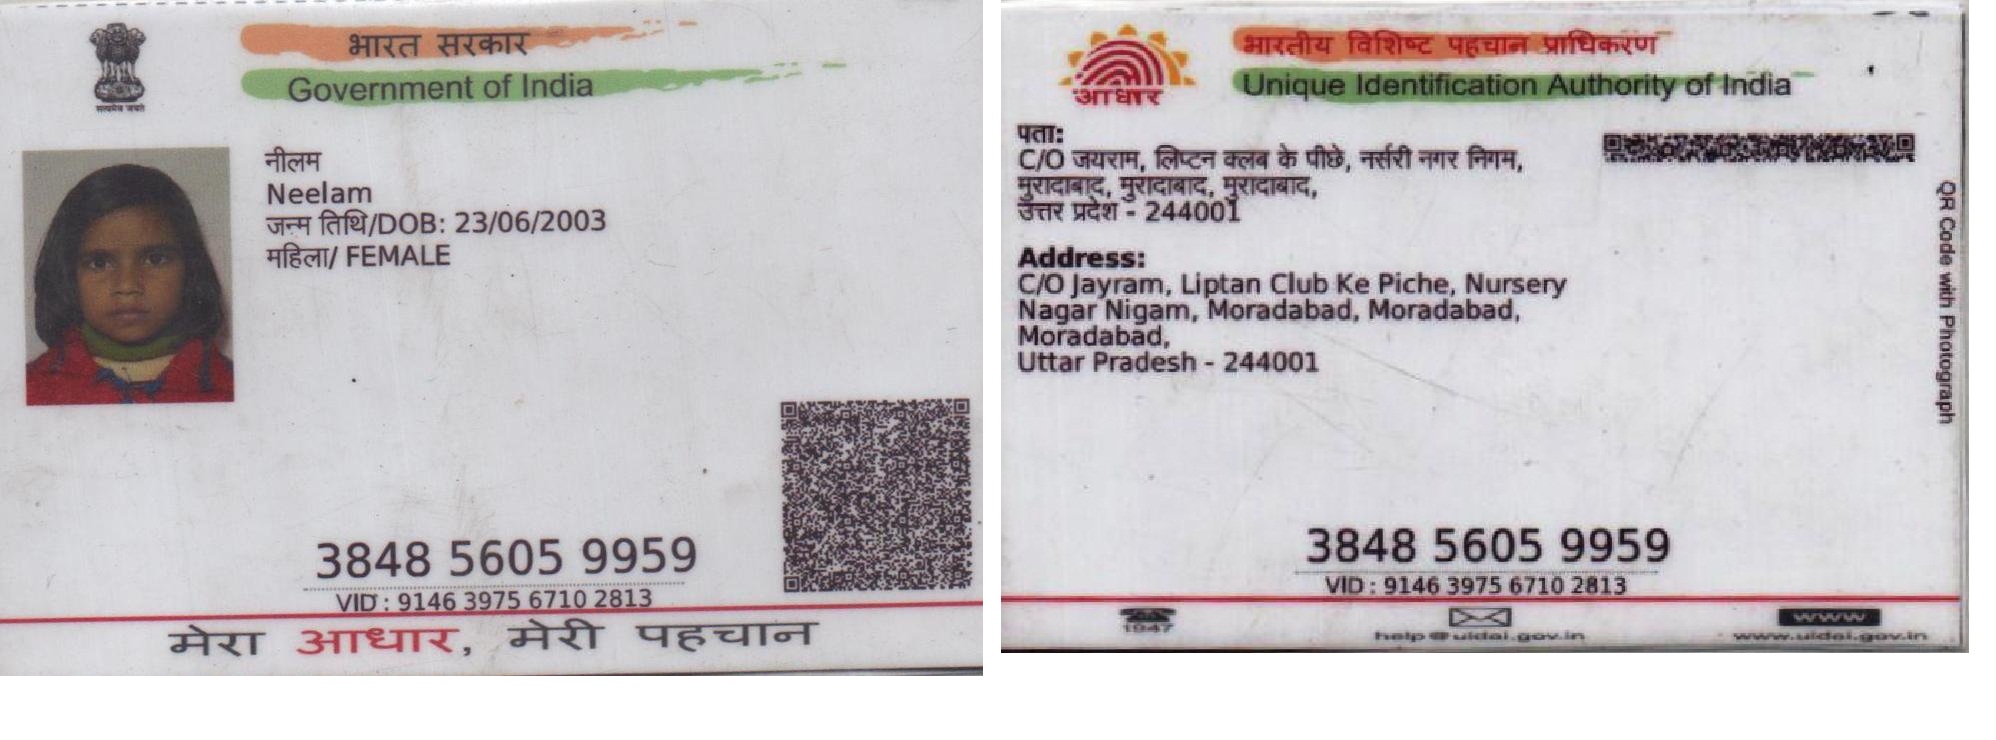 भारत सरकार
Government of India
सत्यमेव जयते
नीलम
Neelam
जन्म तिथि/DOB: 23/06/2003
महिला/ FEMALE
3848 5605 9959
VID : 9146 3975 6710 2813
मेरा आधार, मेरी पहचान
भारतीय विशिष्ट पहचान प्राधिकरण
Unique Identification Authority of India
आधार
पता:
C/O जयराम, लिप्टन क्लब के पीछे, नर्सरी नगर निगम,
मुरादाबाद, मुरादाबाद, मुरादाबाद,
उत्तर प्रदेश - 244001
Address:
C/O Jayram, Liptan Club Ke Piche, Nursery
Nagar Nigam, Moradabad, Moradabad,
Moradabad,
Uttar Pradesh - 244001
QR Code with Photograph
3848 5605 9959
VID : 9146 3975 6710 2813
1947
help@uidai.gov.in
www
www.uidai.gov.in